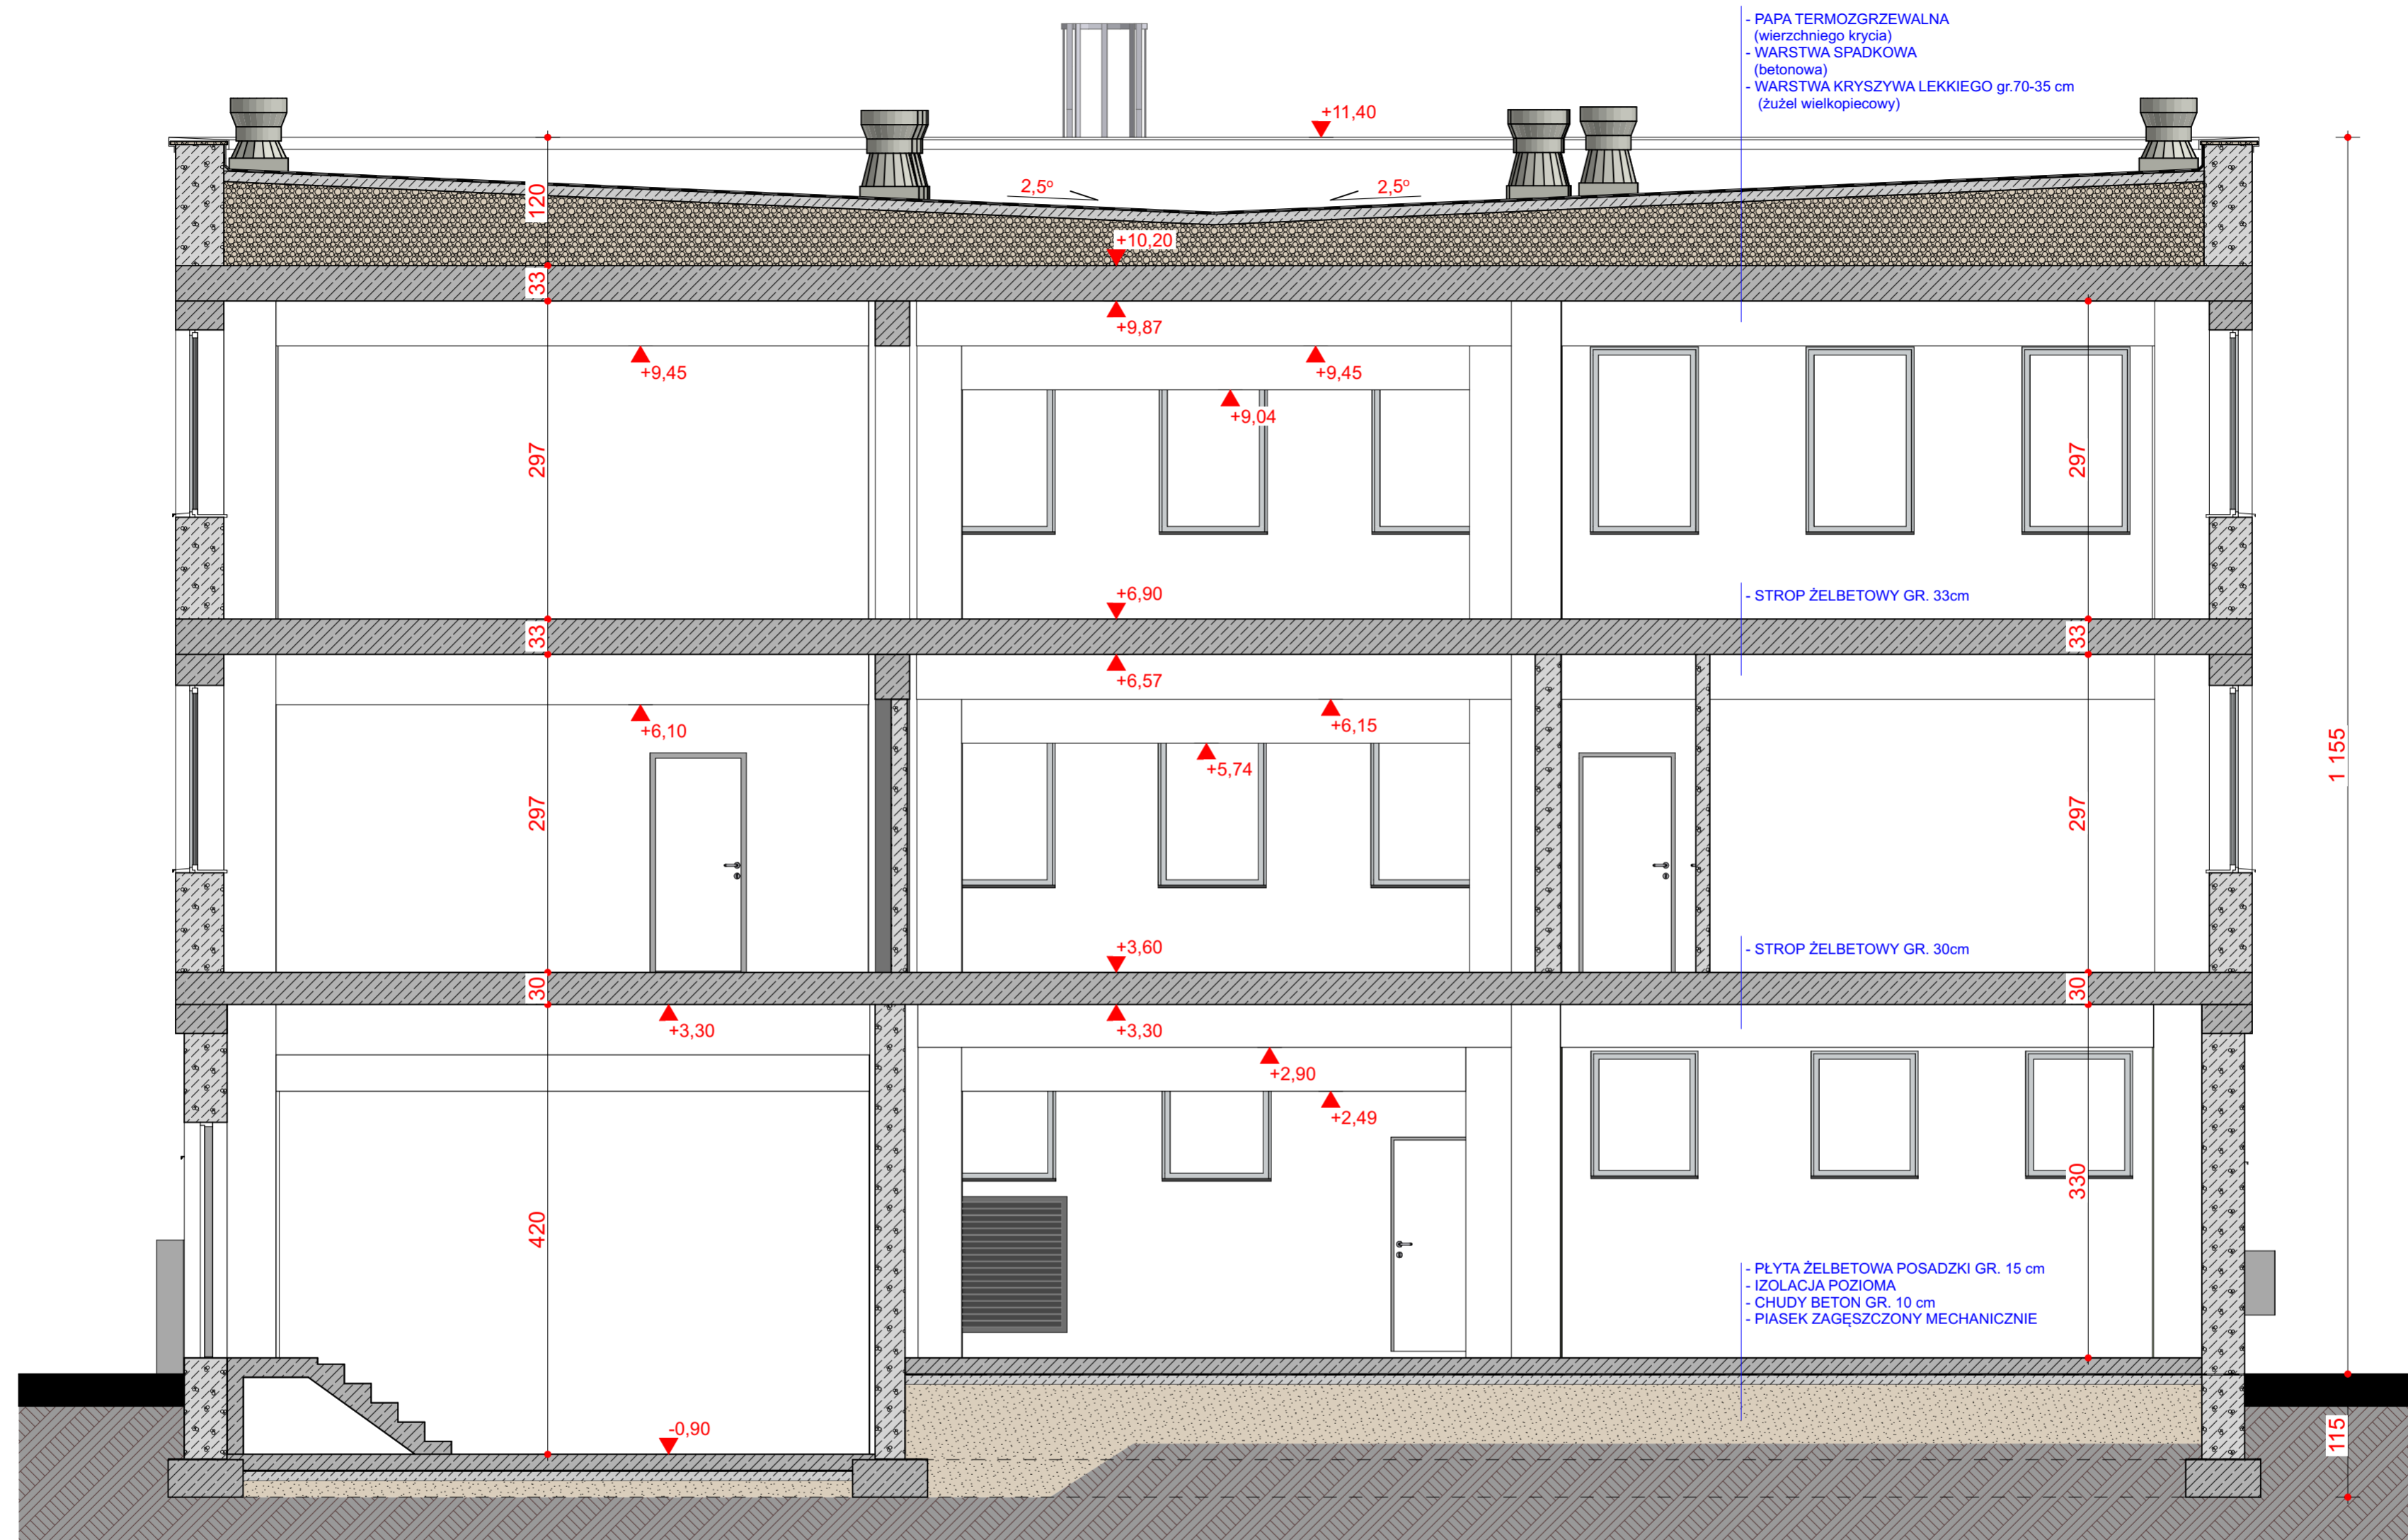 - PAPA TERMOZGRZEWALNA
(wierzchniego krycia)
- WARSTWA SPADKOWA
(betonowa)
- WARSTWA KRYSZYWA LEKKIEGO gr.70-35 cm
(żużel wielkopiecowy)
+11,40
120
2,5º
2,5º
+10,20
33
+9,87
+9,45
+9,45
+9,04
297
297
+6,90
- STROP ŻELBETOWY GR. 33cm
33
33
+6,57
+6,10
+6,15
+5,74
1 155
297
297
+3,60
- STROP ŻELBETOWY GR. 30cm
30
30
+3,30
+3,30
+2,90
+2,49
330
420
- PŁYTA ŻELBETOWA POSADZKI GR. 15 cm
- IZOLACJA POZIOMA
- CHUDY BETON GR. 10 cm
- PIASEK ZAGĘSZCZONY MECHANICZNIE
-0,90
115